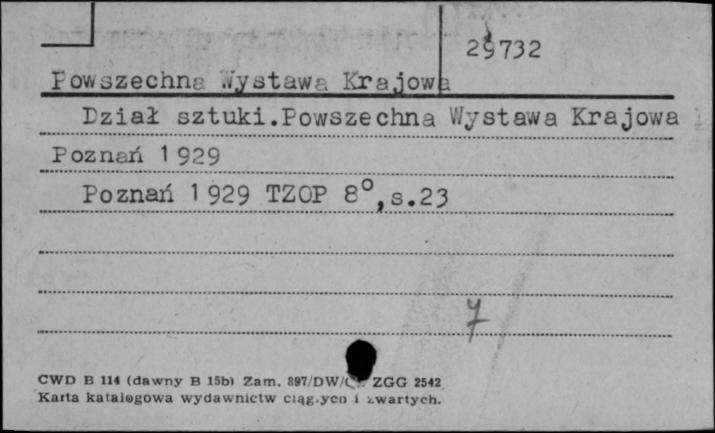 29732
Powszechna Wystawa Krajowa
Dział sztuki.Powszechna Wystawa Krajowa
Poznań 1929
Poznań 1929 TZOP 8°,s.23
7
CWD B 114 (dawny B 15b) Zam. 897/DW/ ZGG 2542
Karta katalogowa wydawnictw i zwartych.